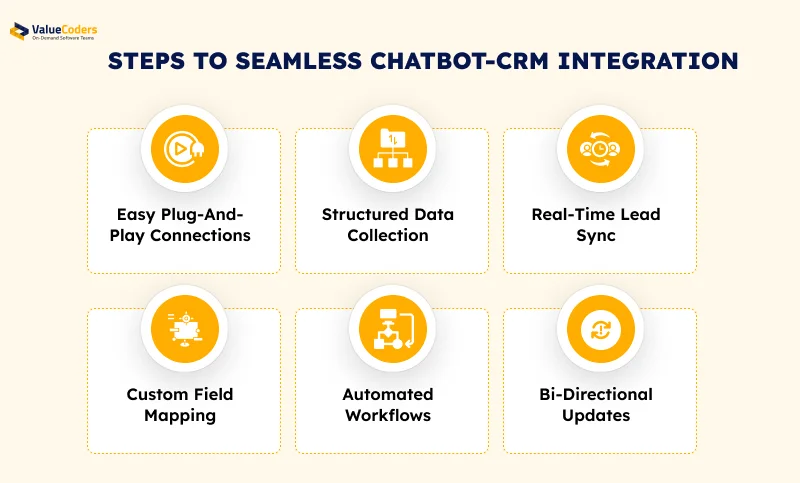 ValueCoders
On-Demand Software Teams
STEPS TO SEAMLESS CHATBOT-CRM INTEGRATION
Easy Plug-And-
Play Connections
Structured Data
Collection
Real-Time Lead
Sync
Custom Field
Mapping
Automated
Workflows
Bi-Directional
Updates